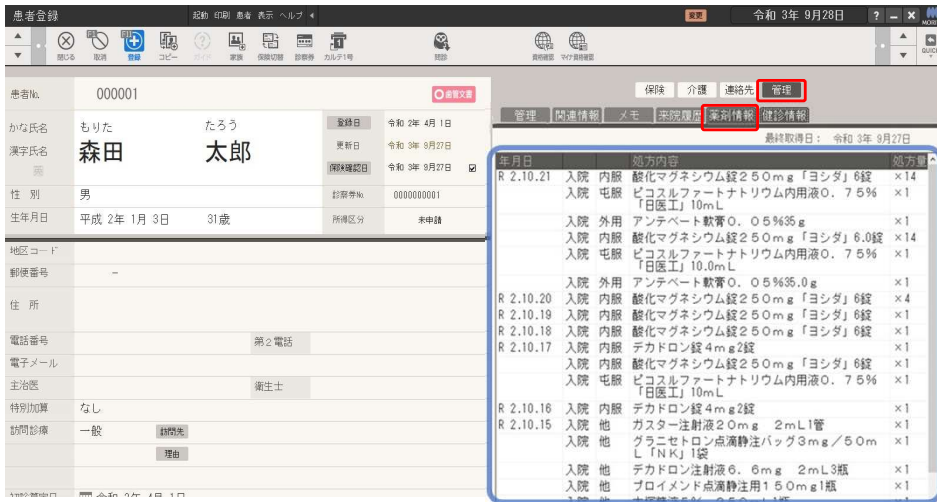 患者登録 起動 印刷 患者 表示 ヘルプ 変更 令和 3年 9月28日 ? – ×
閉じる 取消 登録 コピー ガイド 家族 保険切替 診察券 カルテ1号 問診 資格確認 マイナ資格確認 QUIC
患者No. 000001 歯管文書
かな氏名 もりた たろう 登録日 令和 2年 4月 1日
更新日 令和 3年 9月27日
漢字氏名 森田 太郎
保険確認日 令和 3年 9月27日
性 別 男 診察券No. 0000000001
生年月日 平成 2年 1月 3日 31歳 所得区分 未申請
地区コード
郵便番号 −
住 所
電話番号 第2電話
電子メール
主治医 衛生士
特別加算 なし
訪問診療 一般 訪問先
理由
保険 介護 連絡先 管理
管理 関連情報 メモ 来院履歴 薬剤情報 健診情報
最終取得日： 令和 3年 9月27日
年月日 処方内容 処方量
R 2.10.21 入院 内服 酸化マグネシウム錠250mg「ヨシダ」6錠 ×14
入院 屯服 ピコスルファートナトリウム内用液0．75% ×1
「日医工」10mL
入院 外用 アンテベート軟膏0．05%35g ×1
入院 内服 酸化マグネシウム錠250mg「ヨシダ」6.0錠 ×14
入院 屯服 ピコスルファートナトリウム内用液0．75% ×1
「日医工」10.0mL
入院 外用 アンテベート軟膏0．05%35.0g ×1
R 2.10.20 入院 内服 酸化マグネシウム錠250mg「ヨシダ」6錠 ×4
R 2.10.19 入院 内服 酸化マグネシウム錠250mg「ヨシダ」6錠 ×1
R 2.10.18 入院 内服 酸化マグネシウム錠250mg「ヨシダ」6錠 ×1
R 2.10.17 入院 内服 デカドロン錠4mg2錠 ×1
入院 内服 酸化マグネシウム錠250mg「ヨシダ」6錠 ×1
入院 屯服 ピコスルファートナトリウム内用液0．75% ×1
「日医工」10mL
R 2.10.16 入院 内服 デカドロン錠4mg2錠 ×1
R 2.10.15 入院 他 ガスター注射液20mg 2mL1管 ×1
入院 他 グラニセトロン点滴静注バッグ3mg／50m ×1
L「NK」1袋
入院 他 デカドロン注射液6．6mg 2mL3瓶 ×1
入院 他 プロイメンド点滴静注用150mg1瓶 ×1